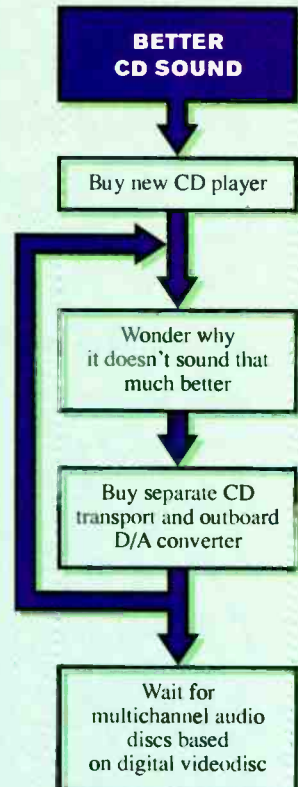 BETTER
CD SOUND
Buy new CD player
Wonder why
it doesn't sound that
much better
Buy separate CD
transport and outboard
D/A converter
Wait for
multichannel audio
discs based
on digital videodisc